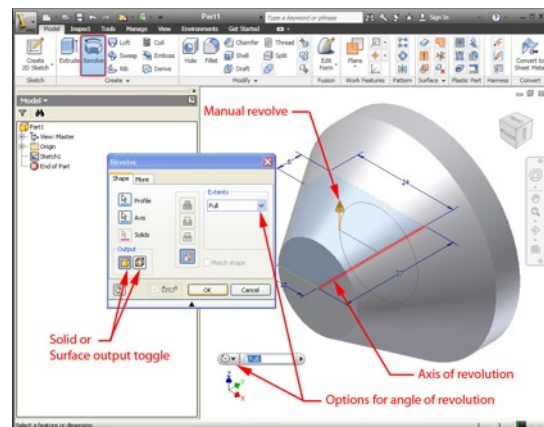 Part1
Type a keyword or phrase
Sign In
Model Inspect Tools Manage View Environments Get Started
Create
2D Sketch
Extrude
Revolve
Loft
Sweep
Rib
Coil
Emboss
Derive
Hole
Fillet
Chamfer
Shell
Draft
Thread
Split
Edit
Form
Plane
Convert to
Sheet Metal
Sketch
Create
Modify
Fusion
Work Features
Pattern
Surface
Plastic Part
Harness
Convert
Model
Part1
View: Master
Origin
Sketch1
End of Part
Manual revolve
Revolve
Shape More
Profile
Axis
Solids
Output
Extents
Full
Match shape
OK
Cancel
24
27
Solid or
Surface output toggle
Axis of revolution
Full
Options for angle of revolution
Select a feature or dimension